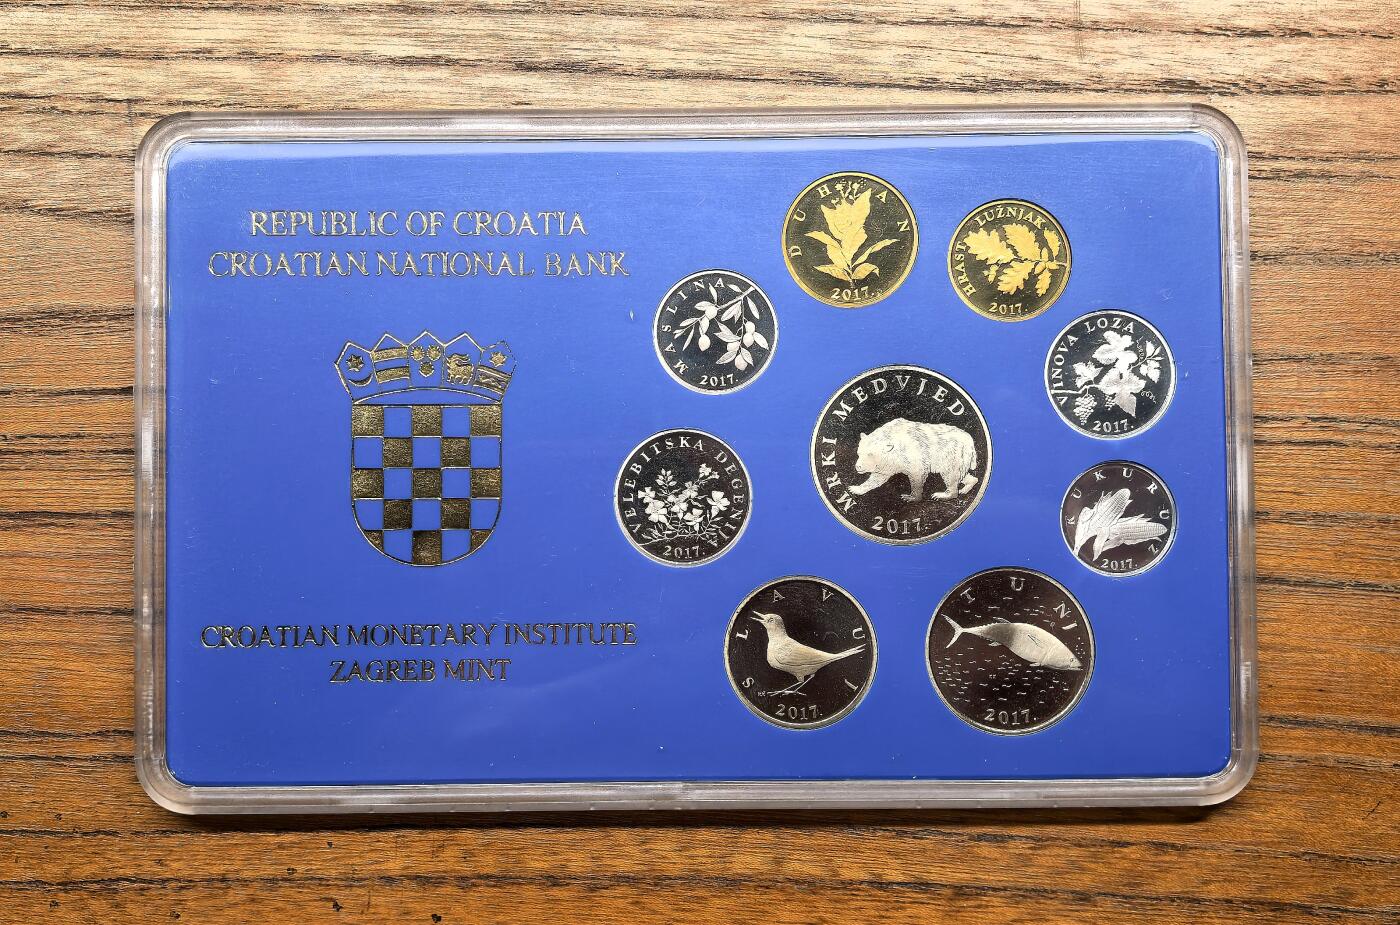 REPUBLIC OF CROATIA
CROATIAN NATIONAL BANK
CROATIAN MONETARY INSTITUTE
ZAGREB MINT
DUHAN
2017.
HRAST LUŽNJAK
2017.
MASLINA
2017.
VINOVA LOZA
2017.
MRKI MEDVJED
2017.
VELEBITSKA DEGENIJA
2017.
KUKURUZ
2017.
SLAVUJ
2017.
TUNJ
2017.